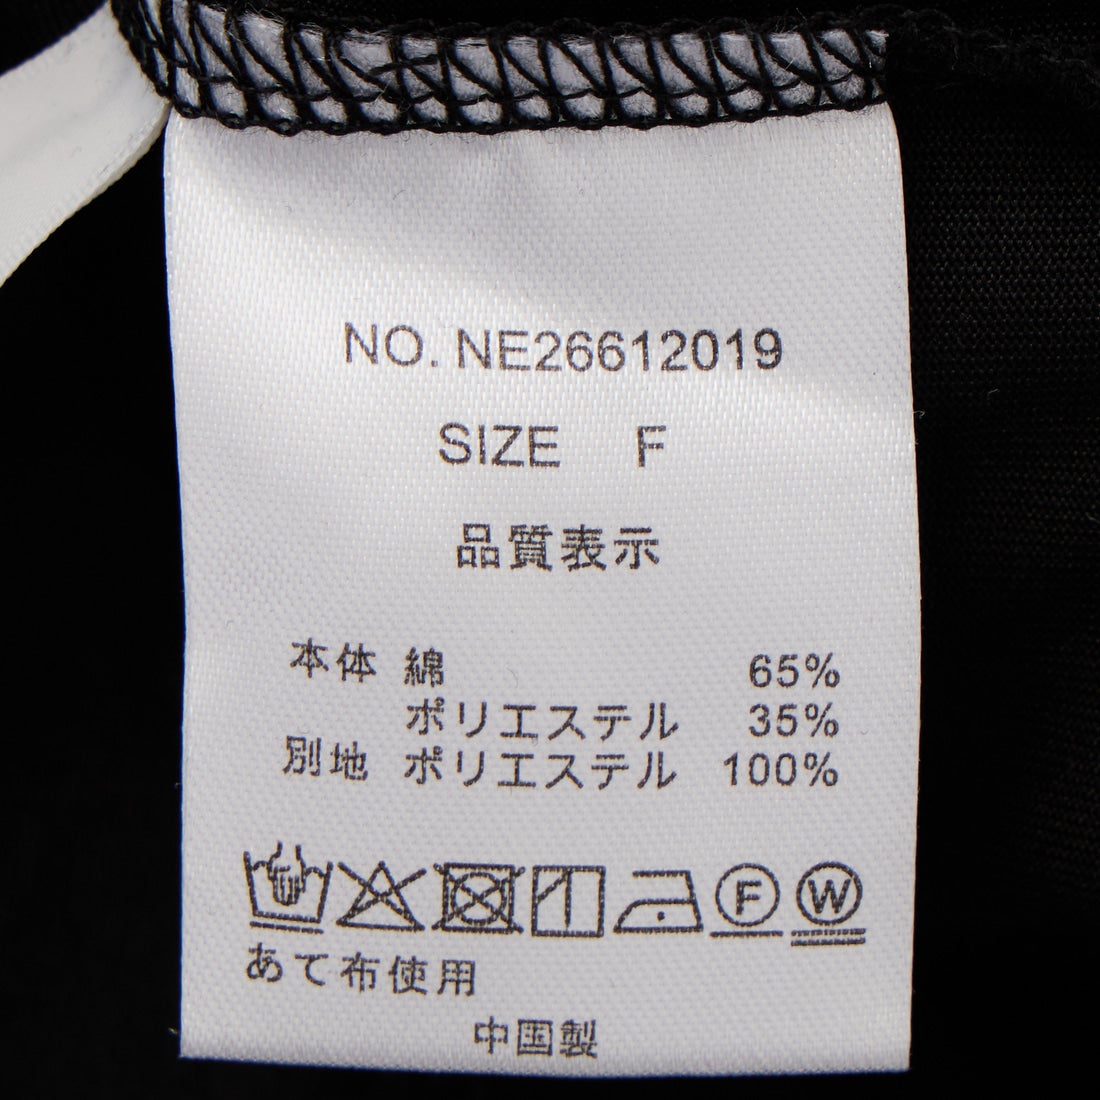 NO. NE26612019
SIZE F
品質表示
本体 綿 65%
ポリエステル 35%
別地 ポリエステル 100%
F W
あて布使用
中国製